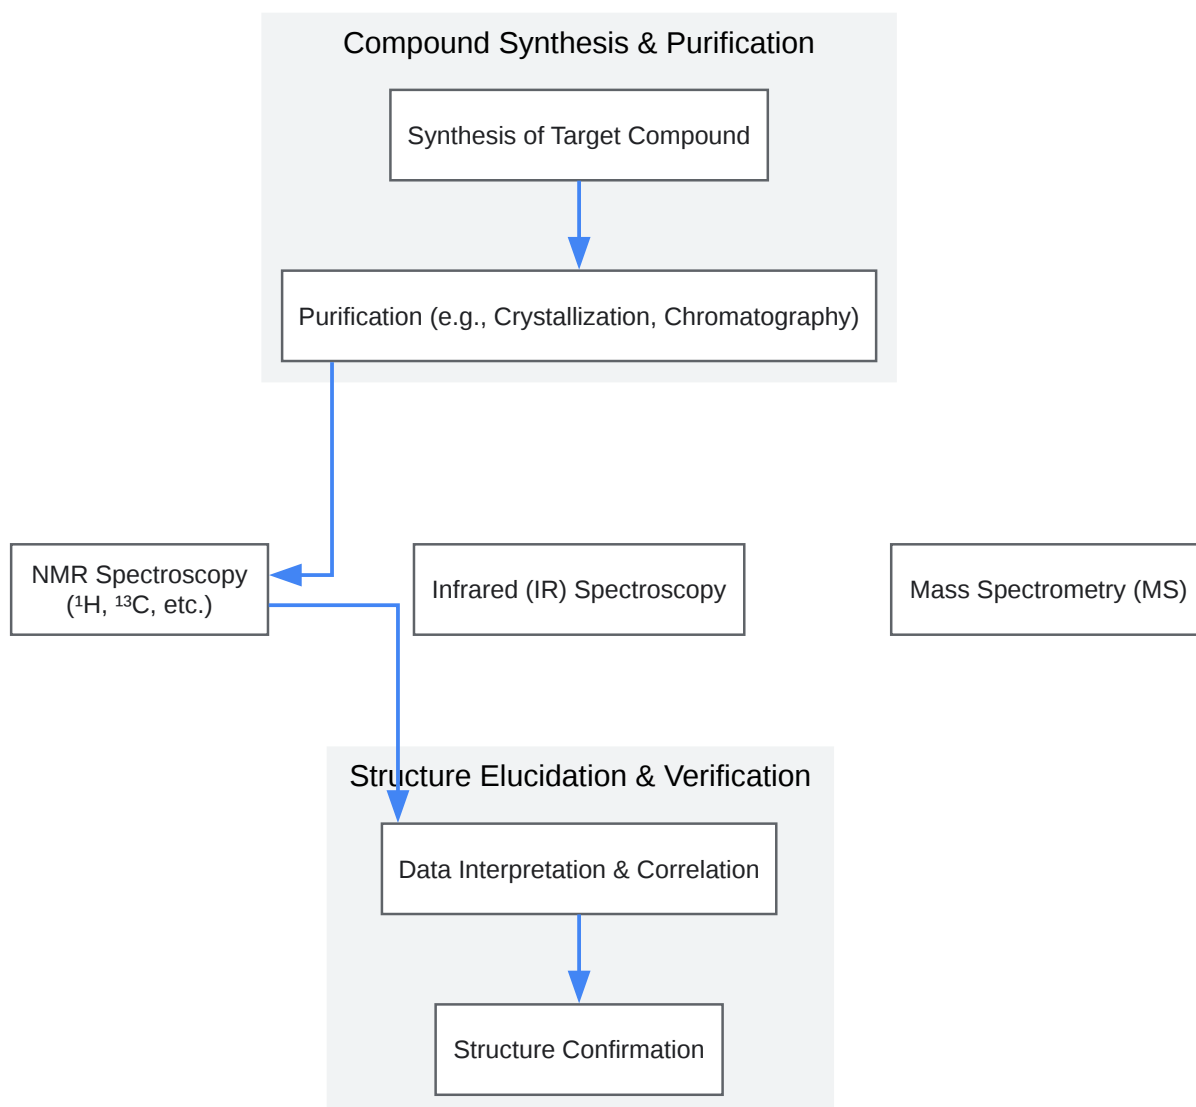 Compound Synthesis & Purification
Synthesis of Target Compound
Purification (e.g., Crystallization, Chromatography)
NMR Spectroscopy
(¹H, ¹³C, etc.)
Infrared (IR) Spectroscopy
Mass Spectrometry (MS)
Structure Elucidation & Verification
Data Interpretation & Correlation
Structure Confirmation